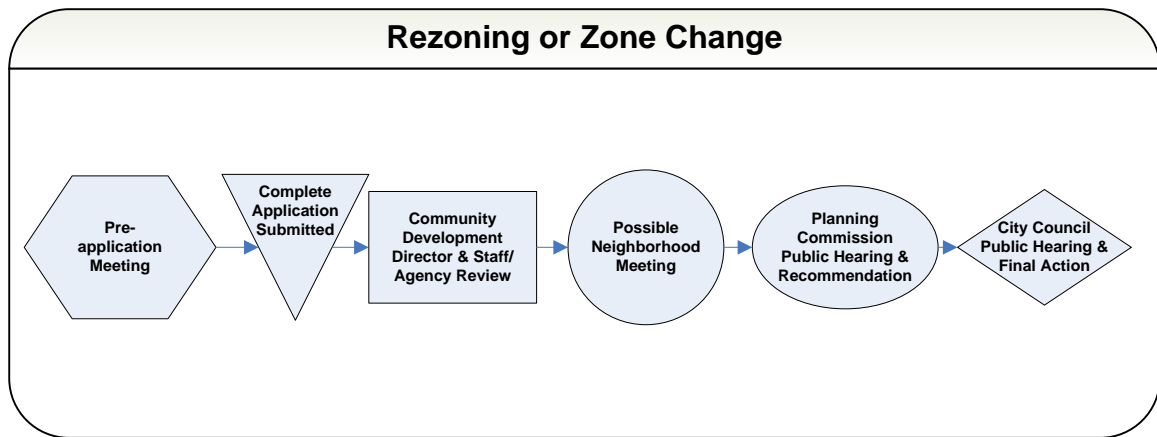 Rezoning or Zone Change
Pre-
application
Meeting
Complete
Application
Submitted
Community
Development
Director & Staff/
Agency Review
Possible
Neighborhood
Meeting
Planning
Commission
Public Hearing &
Recommendation
City Council
Public Hearing &
Final Action